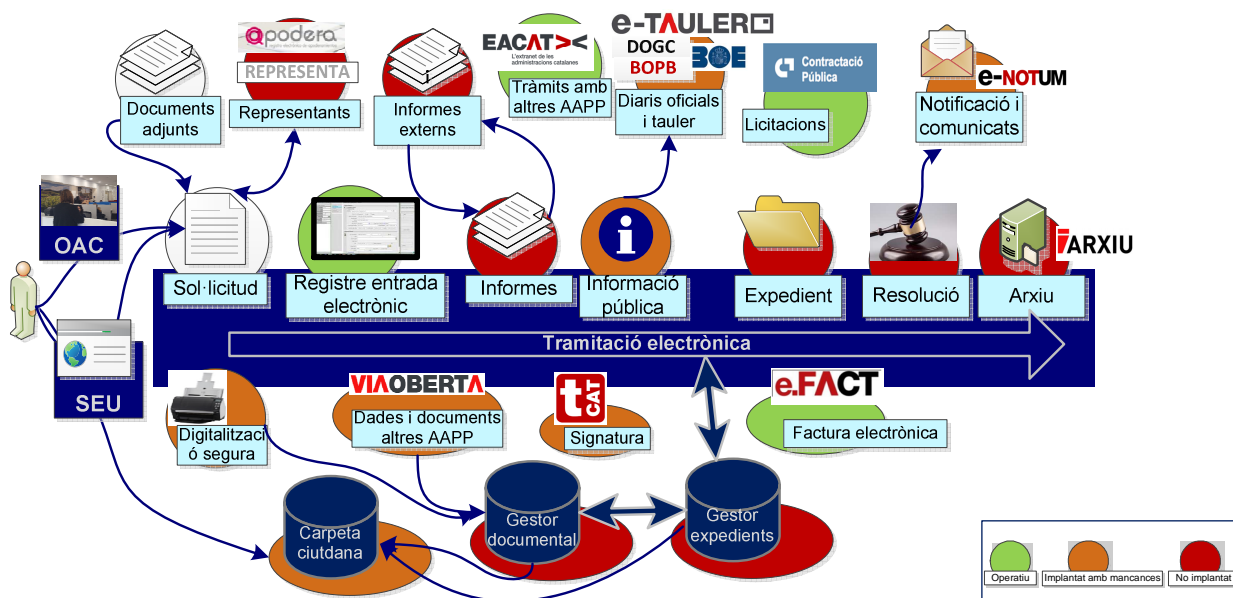 apodera
REPRESENTA
Representants
Documents
adjunts
EACAT
L'extranet de les
administracions catalanes
Informes
externs
Tràmits amb
altres AAPP
e-TAULER
DOGC
BOPB
BOE
Diaris oficials
i tauler
Contractació
Pública
Licitacions
e-NOTUM
Notificació i
comunicats
OAC
SEU
Sol·licitud
Registre entrada
electrònic
Informes
Informació
pública
Expedient
Resolució
iARXIU
Arxiu
Tramitació electrònica
Digitalitzaci
ó segura
VIAOBERTA
Dades i documents
altres AAPP
tCAT
Signatura
e.FACT
Factura electrònica
Carpeta
ciutdana
Gestor
documental
Gestor
expedients
Operatiu
Implantat amb mancances
No implantat